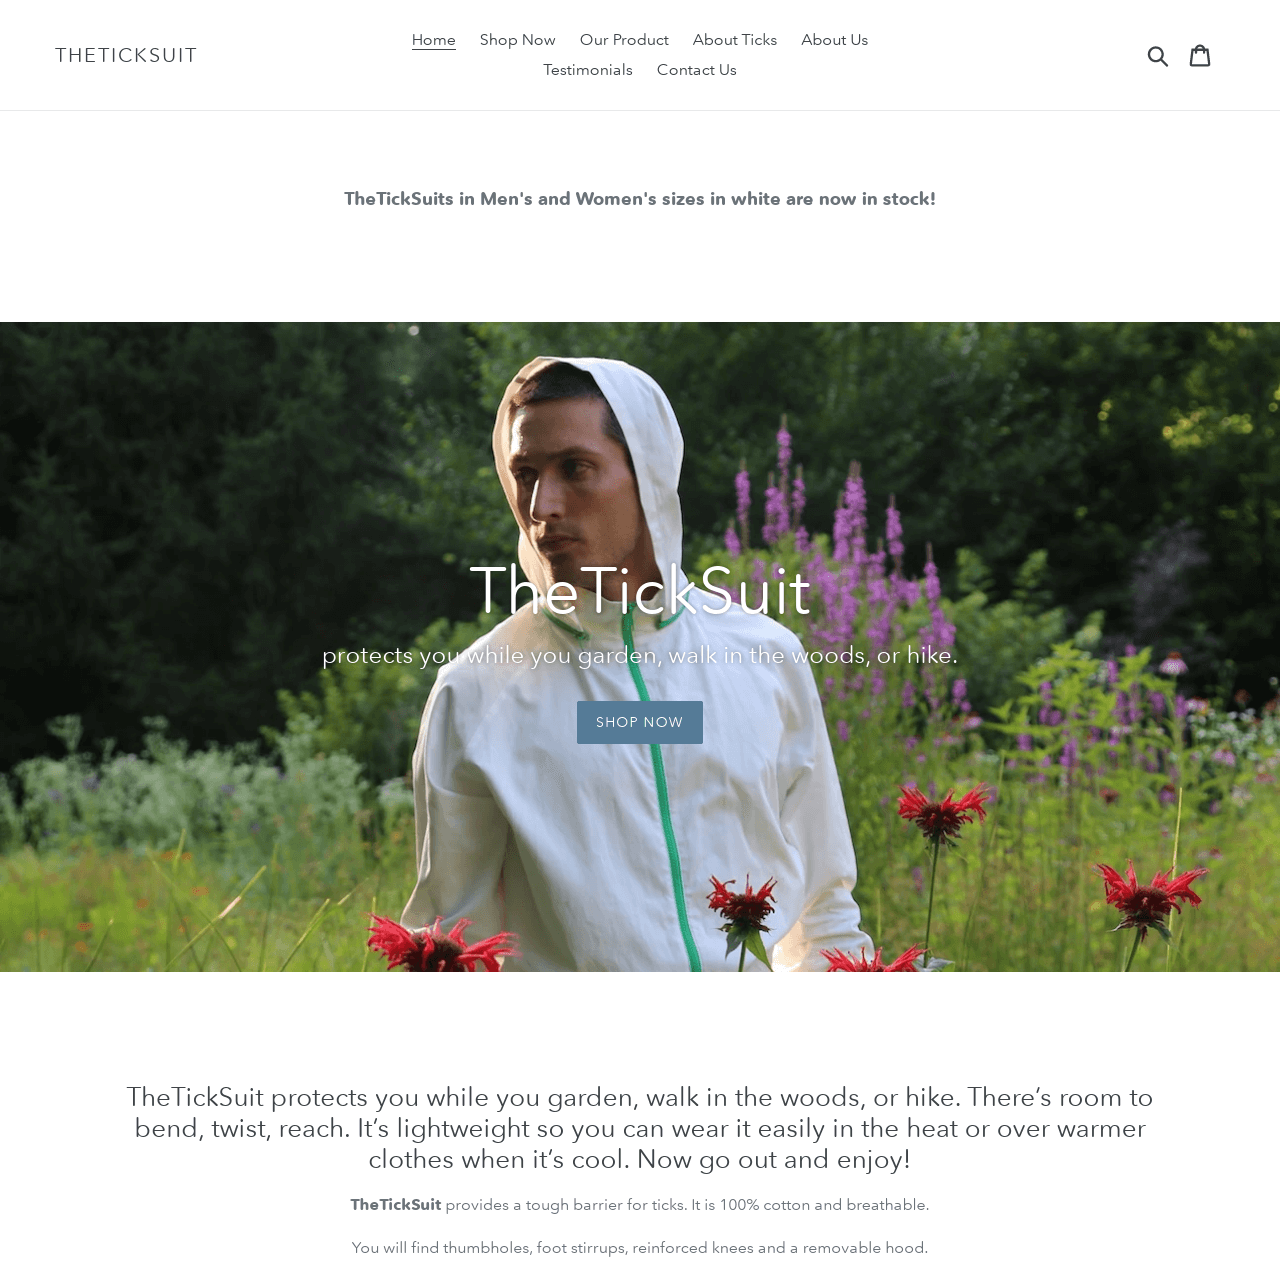 THETICKSUIT
Home Shop Now Our Product About Ticks About Us
Testimonials Contact Us
TheTickSuits in Men's and Women's sizes in white are now in stock!
TheTickSuit
protects you while you garden, walk in the woods, or hike.
SHOP NOW
TheTickSuit protects you while you garden, walk in the woods, or hike. There’s room to
bend, twist, reach. It’s lightweight so you can wear it easily in the heat or over warmer
clothes when it’s cool. Now go out and enjoy!
TheTickSuit provides a tough barrier for ticks. It is 100% cotton and breathable.
You will find thumbholes, foot stirrups, reinforced knees and a removable hood.